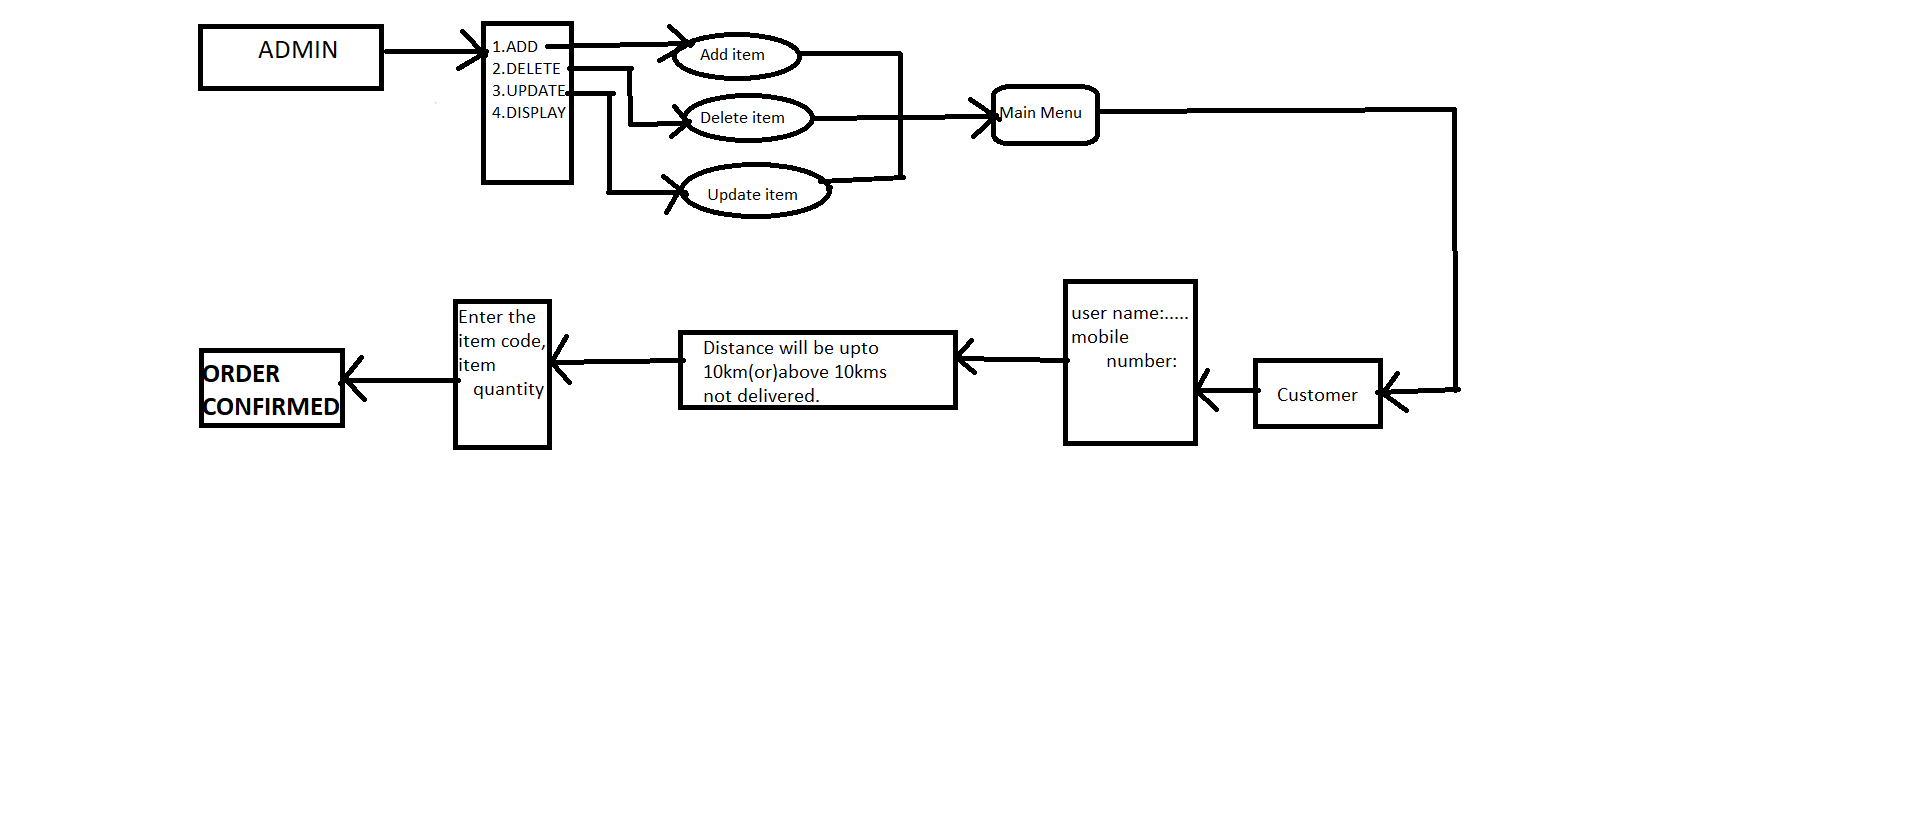 ADMIN
1.ADD
2.DELETE
3.UPDATE
4.DISPLAY
Add item
Delete item
Update item
Main Menu
Customer
user name:.....
mobile
number:
Distance will be upto
10km(or)above 10kms
not delivered.
Enter the
item code,
item
quantity
ORDER
CONFIRMED